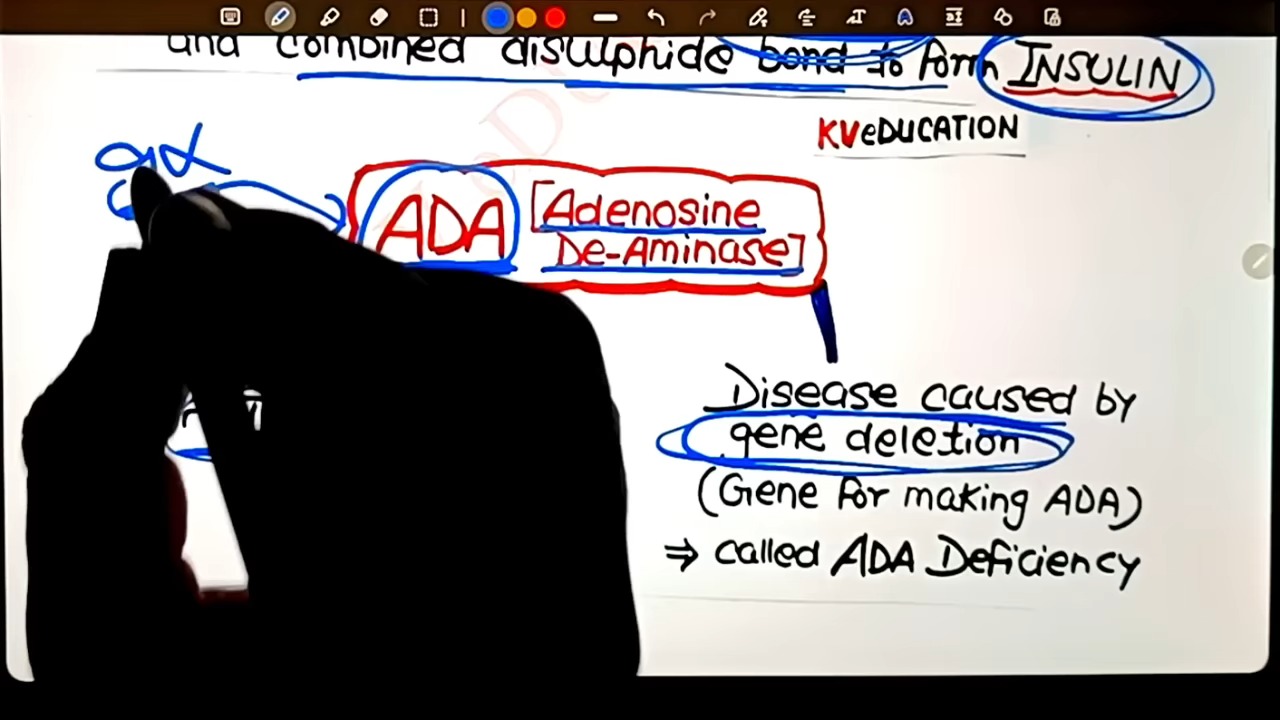 and combined disulphide bond to form INSULIN
KVeDUCATION
ADA [Adenosine
De-Aminase]
Disease caused by
gene deletion
(Gene for making ADA)
⇒ called ADA Deficiency